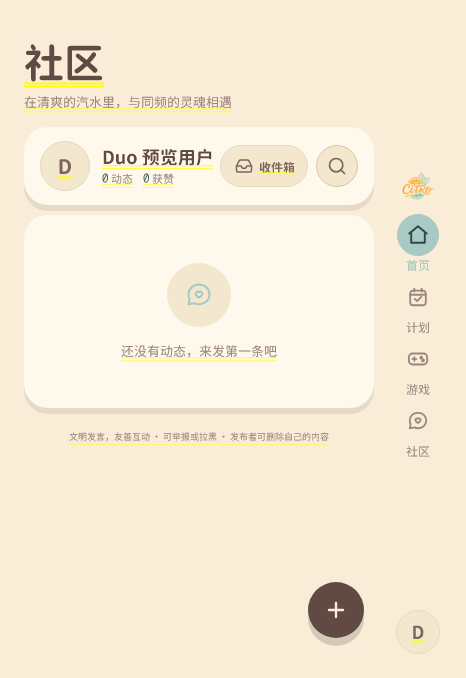 社区
在清爽的汽水里，与同频的灵魂相遇
D
Duo 预览用户
0 动态 0 获赞
收件箱
还没有动态，来发第一条吧
文明发言，友善互动 · 可举报或拉黑 · 发布者可删除自己的内容
Citro
首页
计划
游戏
社区
D